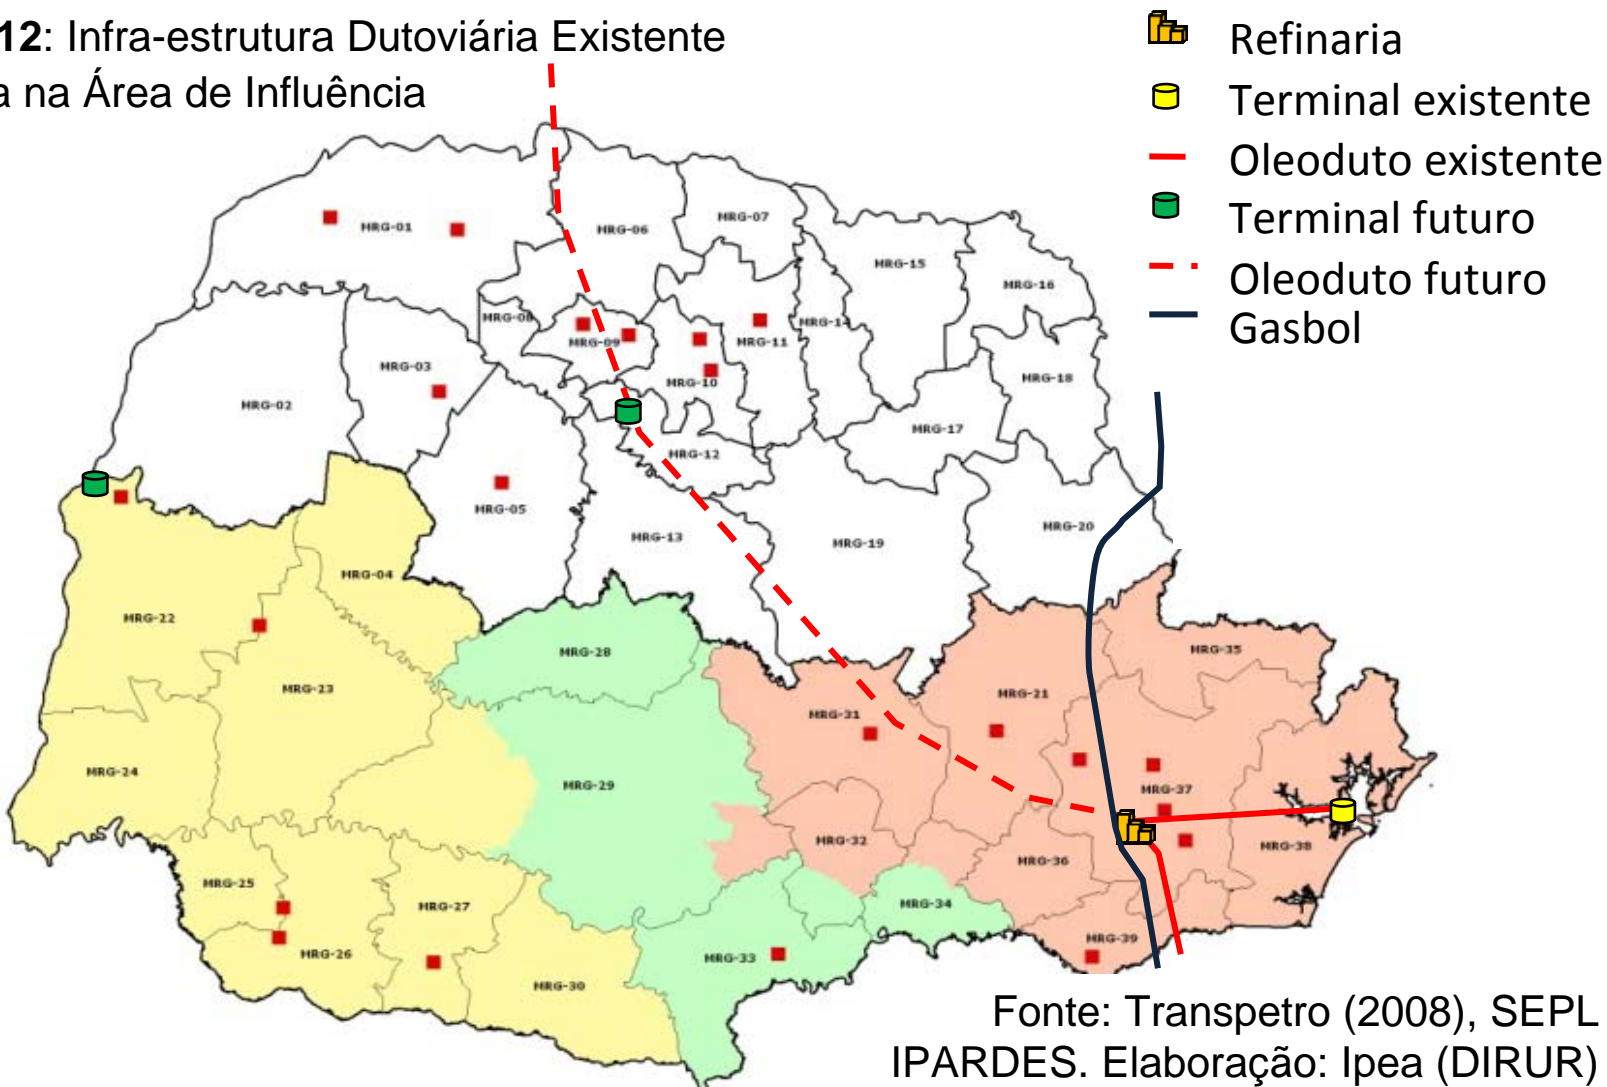 12: Infra-estrutura Dutoviária Existente
a na Área de Influência
Refinaria
Terminal existente
Oleoduto existente
Terminal futuro
Oleoduto futuro
Gasbol
MRG-01
MRG-06
MRG-07
MRG-15
MRG-16
MRG-08
MRG-09
MRG-11
MRG-14
MRG-03
MRG-10
MRG-18
MRG-02
MRG-17
MRG-12
MRG-05
MRG-13
MRG-19
MRG-20
MRG-04
MRG-22
MRG-28
MRG-35
MRG-23
MRG-21
MRG-31
MRG-24
MRG-29
MRG-37
MRG-32
MRG-38
MRG-36
MRG-25
MRG-27
MRG-34
MRG-39
MRG-26
MRG-33
MRG-30
Fonte: Transpetro (2008), SEPL
IPARDES. Elaboração: Ipea (DIRUR)